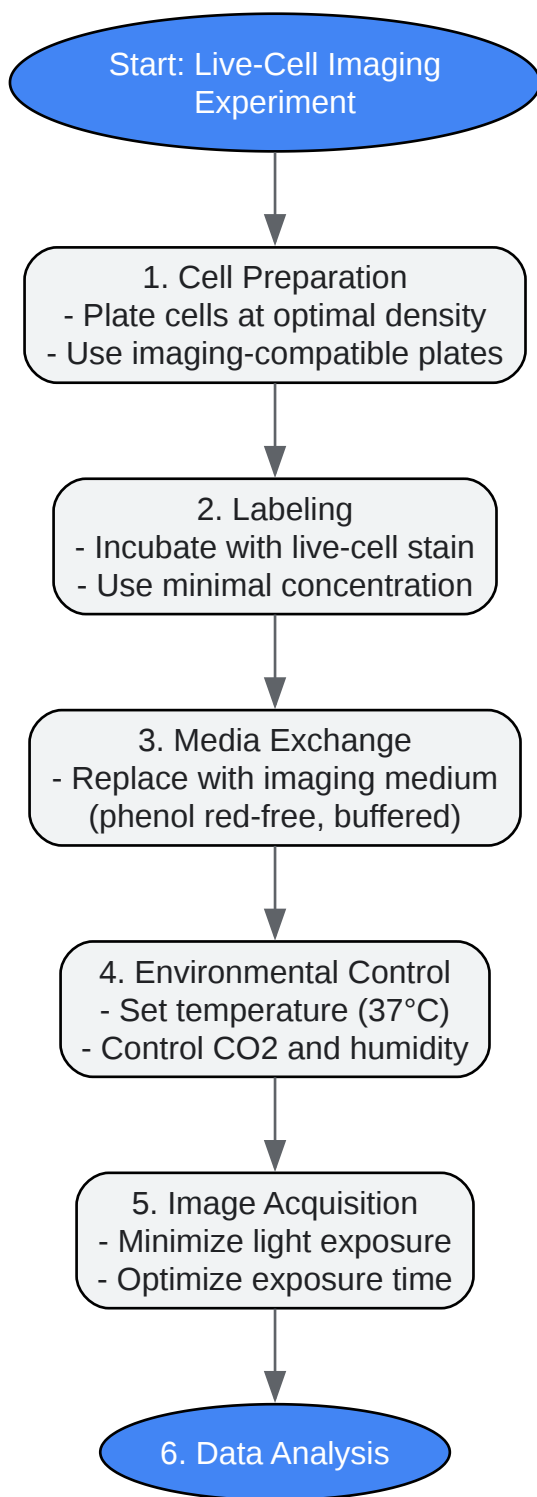 Start: Live-Cell Imaging
Experiment
1. Cell Preparation
- Plate cells at optimal density
- Use imaging-compatible plates
2. Labeling
- Incubate with live-cell stain
- Use minimal concentration
3. Media Exchange
- Replace with imaging medium
(phenol red-free, buffered)
4. Environmental Control
- Set temperature (37°C)
- Control CO2 and humidity
5. Image Acquisition
- Minimize light exposure
- Optimize exposure time
6. Data Analysis